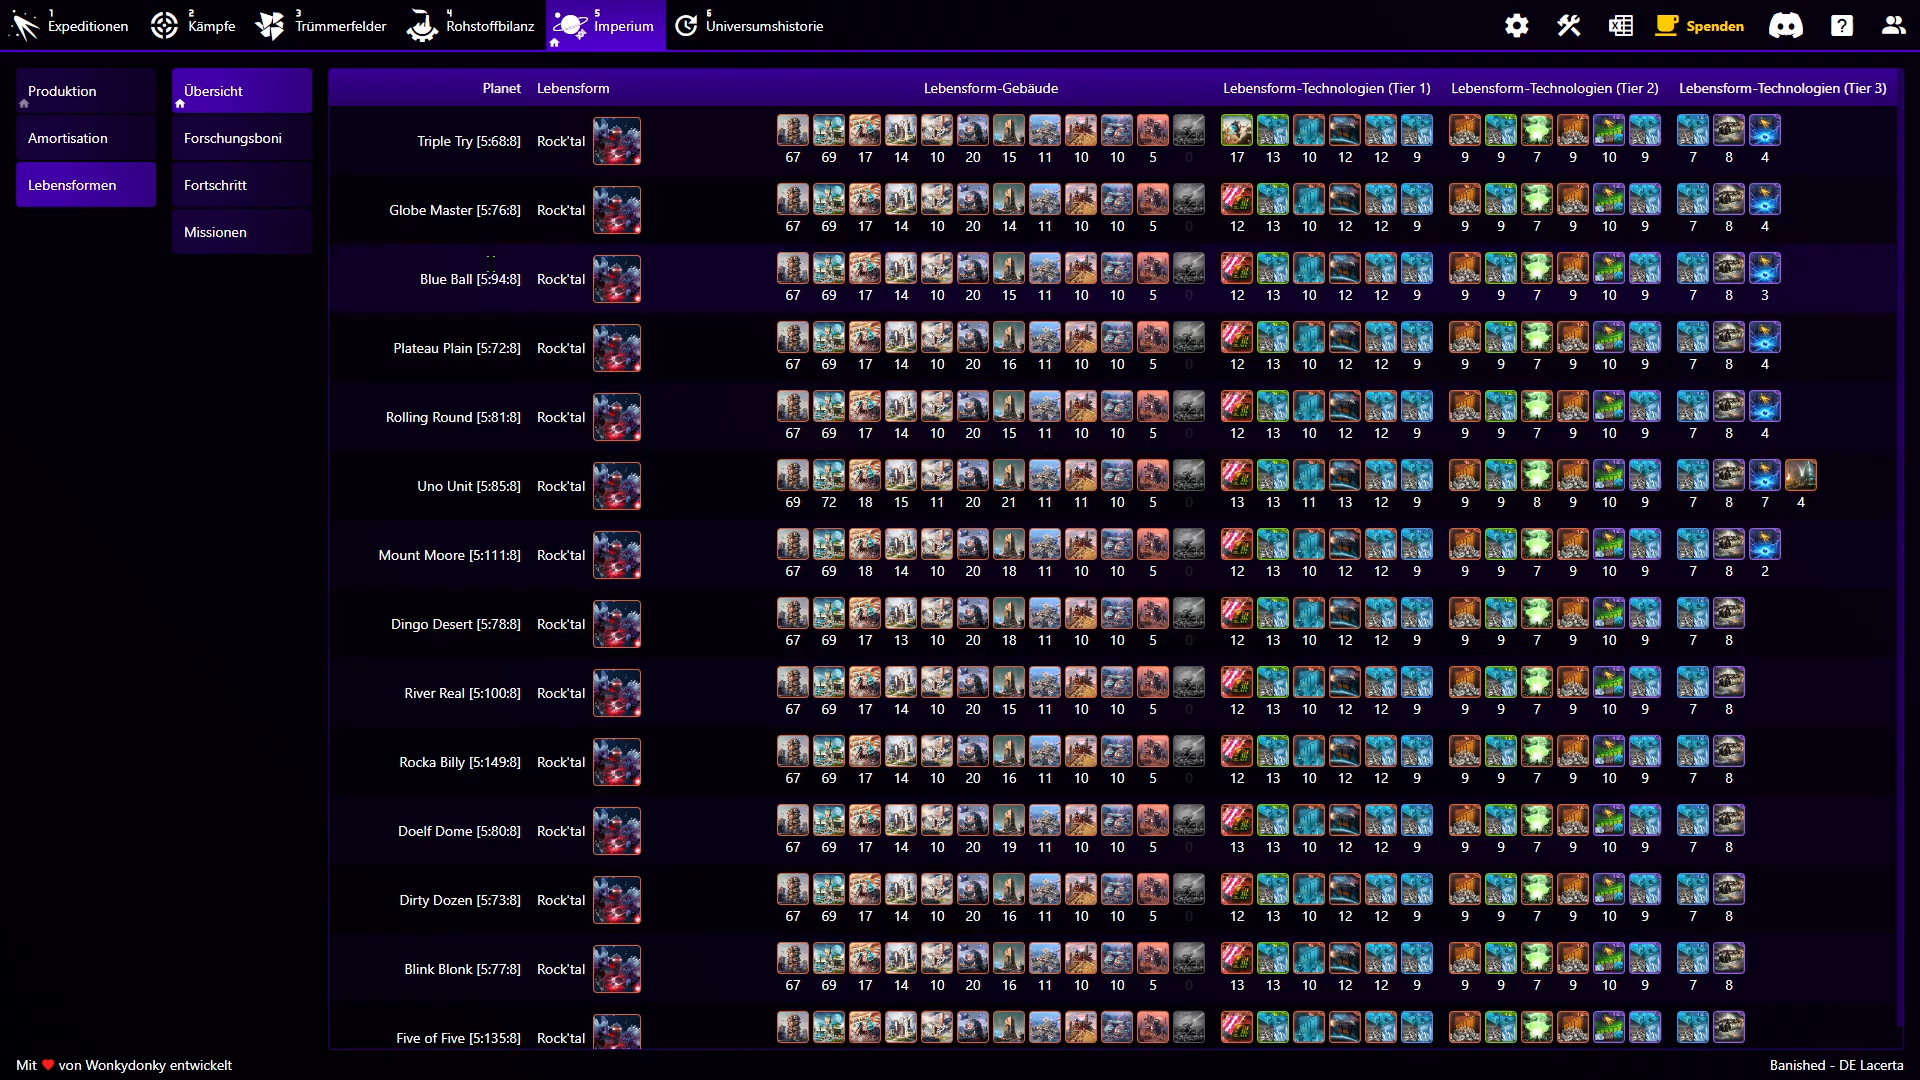 1 Expeditionen
2 Kämpfe
3 Trümmerfelder
4 Rohstoffbilanz
5 Imperium
6 Universumshistorie
Spenden
Produktion
Amortisation
Lebensformen
Übersicht
Forschungsboni
Fortschritt
Missionen
Planet Lebensform Lebensform-Gebäude Lebensform-Technologien (Tier 1) Lebensform-Technologien (Tier 2) Lebensform-Technologien (Tier 3)
Triple Try [5:68:8] Rock'tal
67 69 17 14 10 20 15 11 10 10 5 0 17 13 10 12 12 9 9 9 7 9 10 9 7 8 4
Globe Master [5:76:8] Rock'tal
67 69 17 14 10 20 14 11 10 10 5 0 12 13 10 12 12 9 9 9 7 9 10 9 7 8 4
Blue Ball [5:94:8] Rock'tal
67 69 17 14 10 20 15 11 10 10 5 0 12 13 10 12 12 9 9 9 7 9 10 9 7 8 3
Plateau Plain [5:72:8] Rock'tal
67 69 17 14 10 20 16 11 10 10 5 0 12 13 10 12 12 9 9 9 7 9 10 9 7 8 4
Rolling Round [5:81:8] Rock'tal
67 69 17 14 10 20 15 11 10 10 5 0 12 13 10 12 12 9 9 9 7 9 10 9 7 8 4
Uno Unit [5:85:8] Rock'tal
69 72 18 15 11 20 21 11 11 10 5 0 13 13 11 13 12 9 9 9 8 9 10 9 7 8 7 4
Mount Moore [5:111:8] Rock'tal
67 69 18 14 10 20 18 11 10 10 5 0 12 13 10 12 12 9 9 9 7 9 10 9 7 8 2
Dingo Desert [5:78:8] Rock'tal
67 69 17 13 10 20 18 11 10 10 5 0 12 13 10 12 12 9 9 9 7 9 10 9 7 8
River Real [5:100:8] Rock'tal
67 69 17 14 10 20 15 11 10 10 5 0 12 13 10 12 12 9 9 9 7 9 10 9 7 8
Rocka Billy [5:149:8] Rock'tal
67 69 17 14 10 20 16 11 10 10 5 0 12 13 10 12 12 9 9 9 7 9 10 9 7 8
Doelf Dome [5:80:8] Rock'tal
67 69 17 14 10 20 19 11 10 10 5 0 13 13 10 12 12 9 9 9 7 9 10 9 7 8
Dirty Dozen [5:73:8] Rock'tal
67 69 17 14 10 20 16 11 10 10 5 0 12 13 10 12 12 9 9 9 7 9 10 9 7 8
Blink Blonk [5:77:8] Rock'tal
67 69 17 14 10 20 16 11 10 10 5 0 13 13 10 12 12 9 9 9 7 9 10 9 7 8
Five of Five [5:135:8] Rock'tal
Mit ❤ von Wonkydonky entwickelt
Banished - DE Lacerta